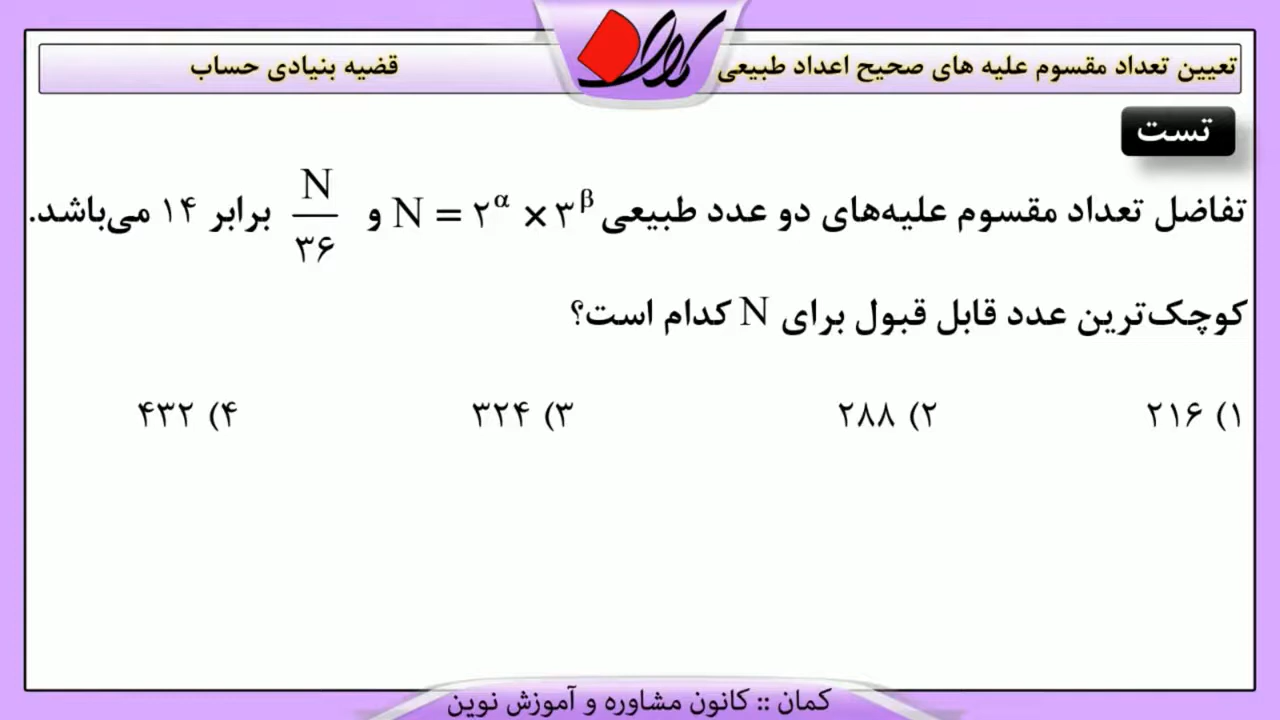 تعیین تعداد مقسوم علیه های صحیح اعداد طبیعی
قضیه بنیادی حساب
تست
تفاضل تعداد مقسوم علیه‌های دو عدد طبیعی N = ۲^α × ۳^β و N/۳۶ برابر ۱۴ می‌باشد.
کوچک‌ترین عدد قابل قبول برای N کدام است؟
۱) ۲۱۶ ۲) ۲۸۸ ۳) ۳۲۴ ۴) ۴۳۲
کمان :: کانون مشاوره و آموزش نوین